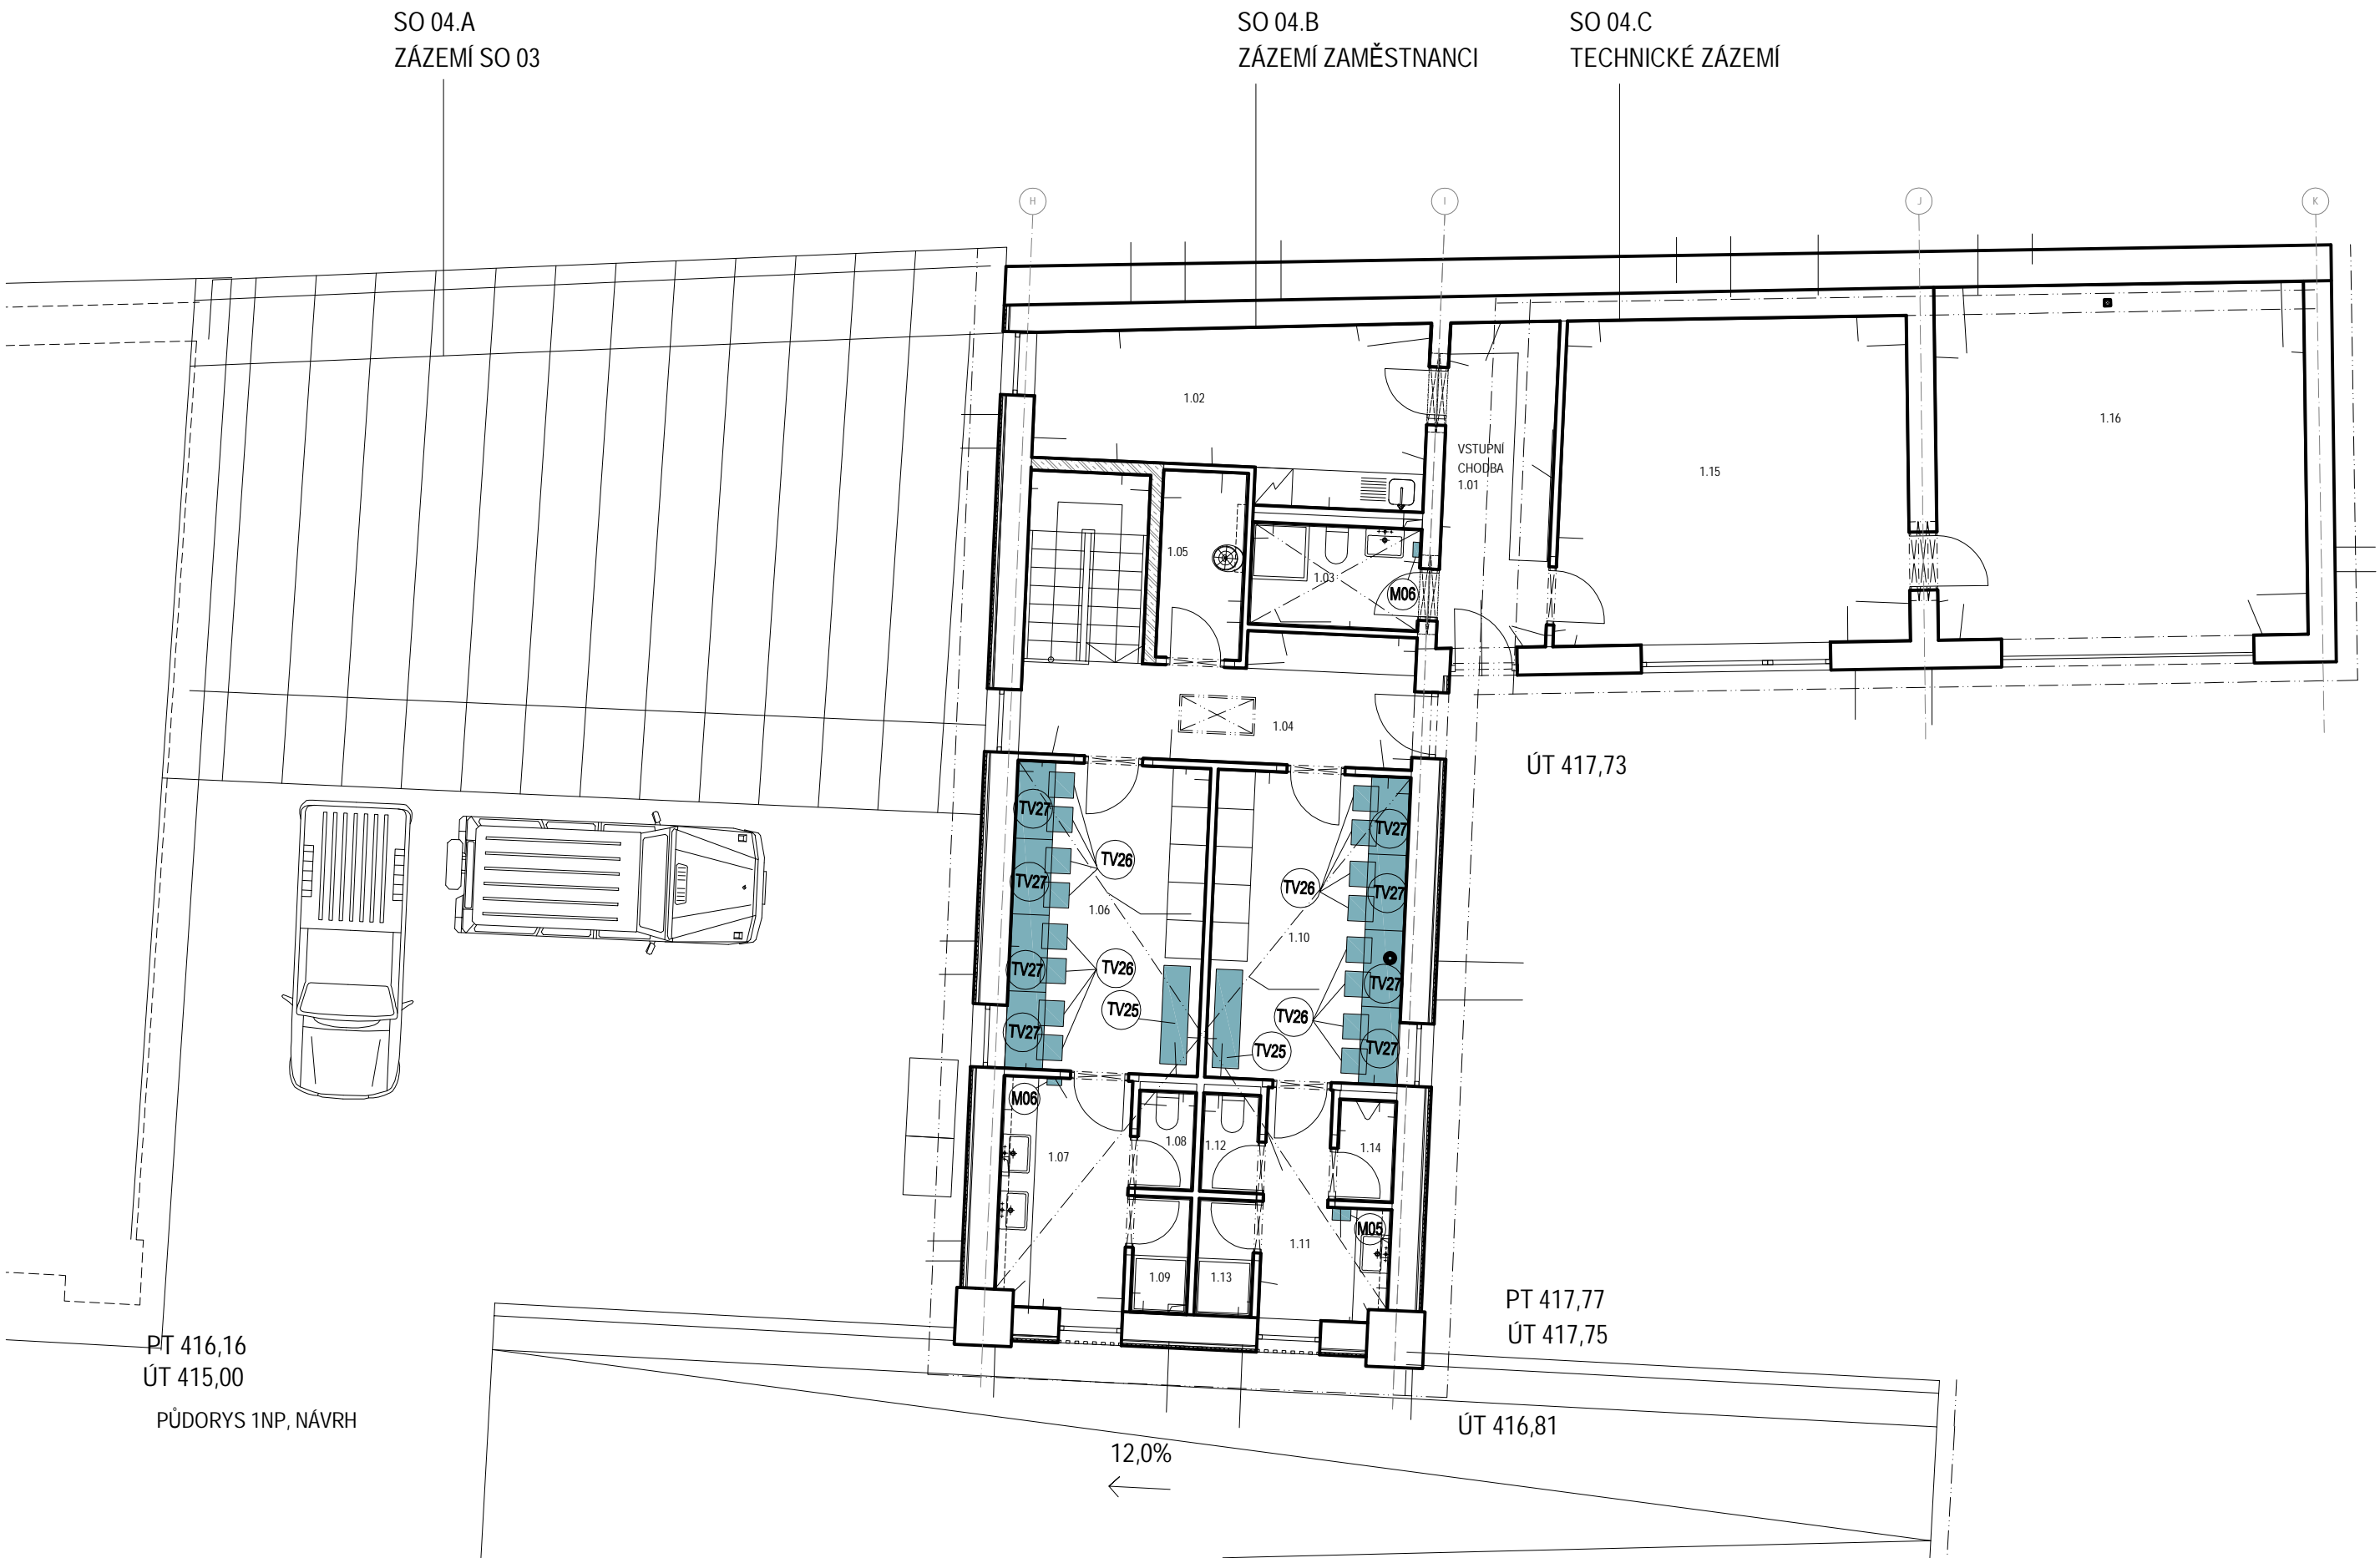 SO 04.A
ZÁZEMÍ SO 03
SO 04.B
ZÁZEMÍ ZAMĚSTNANCI
SO 04.C
TECHNICKÉ ZÁZEMÍ
H
I
J
K
1.02
VSTUPNÍ
CHODBA
1.01
1.15
1.16
1.05
1.03
M06
1.04
ÚT 417,73
TV27
TV27
TV26
TV26
TV27
TV27
1.06
1.10
TV27
TV26
TV27
TV25
TV26
TV27
TV25
TV27
M06
1.07
1.08
1.12
1.14
M05
1.11
1.09
1.13
PT 417,77
ÚT 417,75
PT 416,16
ÚT 415,00
PŮDORYS 1NP, NÁVRH
ÚT 416,81
12,0%